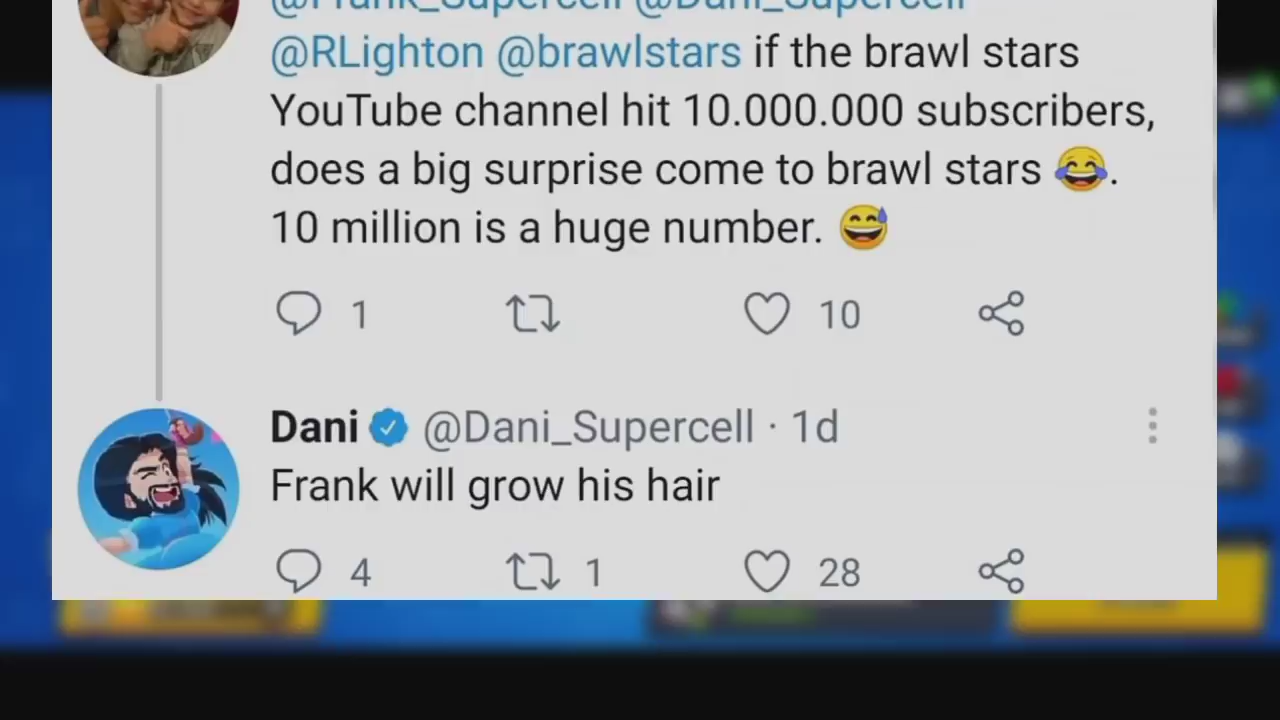 @Frank_Supercell @Dani_Supercell
@RLighton @brawlstars if the brawl stars
YouTube channel hit 10.000.000 subscribers,
does a big surprise come to brawl stars 😂.
10 million is a huge number. 😅
1 10
Dani @Dani_Supercell · 1d
Frank will grow his hair
4 1 28